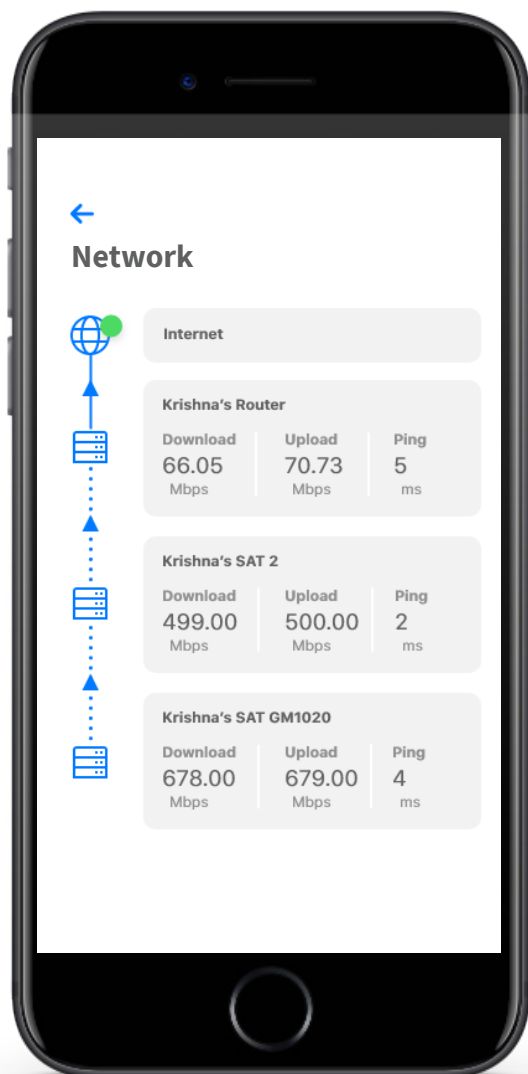 Network
Internet
Krishna's Router
Download Upload Ping
66.05 70.73 5
Mbps Mbps ms
Krishna's SAT 2
Download Upload Ping
499.00 500.00 2
Mbps Mbps ms
Krishna's SAT GM1020
Download Upload Ping
678.00 679.00 4
Mbps Mbps ms